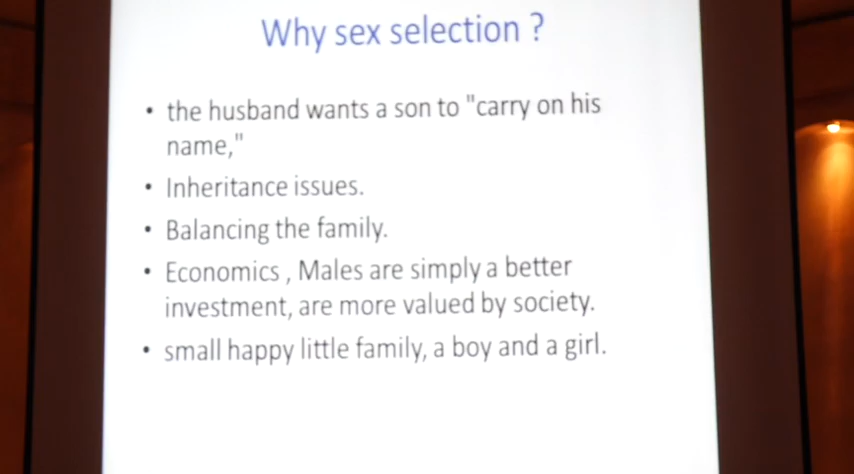 Why sex selection ?
• the husband wants a son to "carry on his
name,"
• Inheritance issues.
• Balancing the family.
• Economics , Males are simply a better
investment, are more valued by society.
• small happy little family, a boy and a girl.